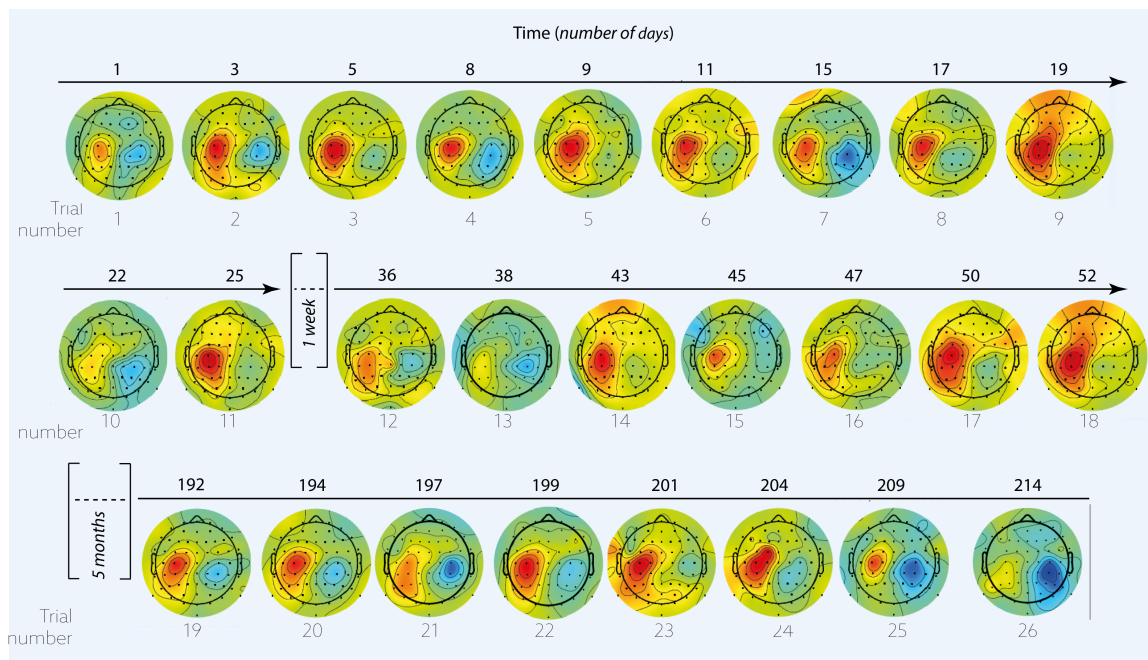 Time (number of days)
1 3 5 8 9 11 15 17 19
Trial
number
1 2 3 4 5 6 7 8 9
22 25 36 38 43 45 47 50 52
1 week
number
10 11 12 13 14 15 16 17 18
192 194 197 199 201 204 209 214
5 months
Trial
number
19 20 21 22 23 24 25 26